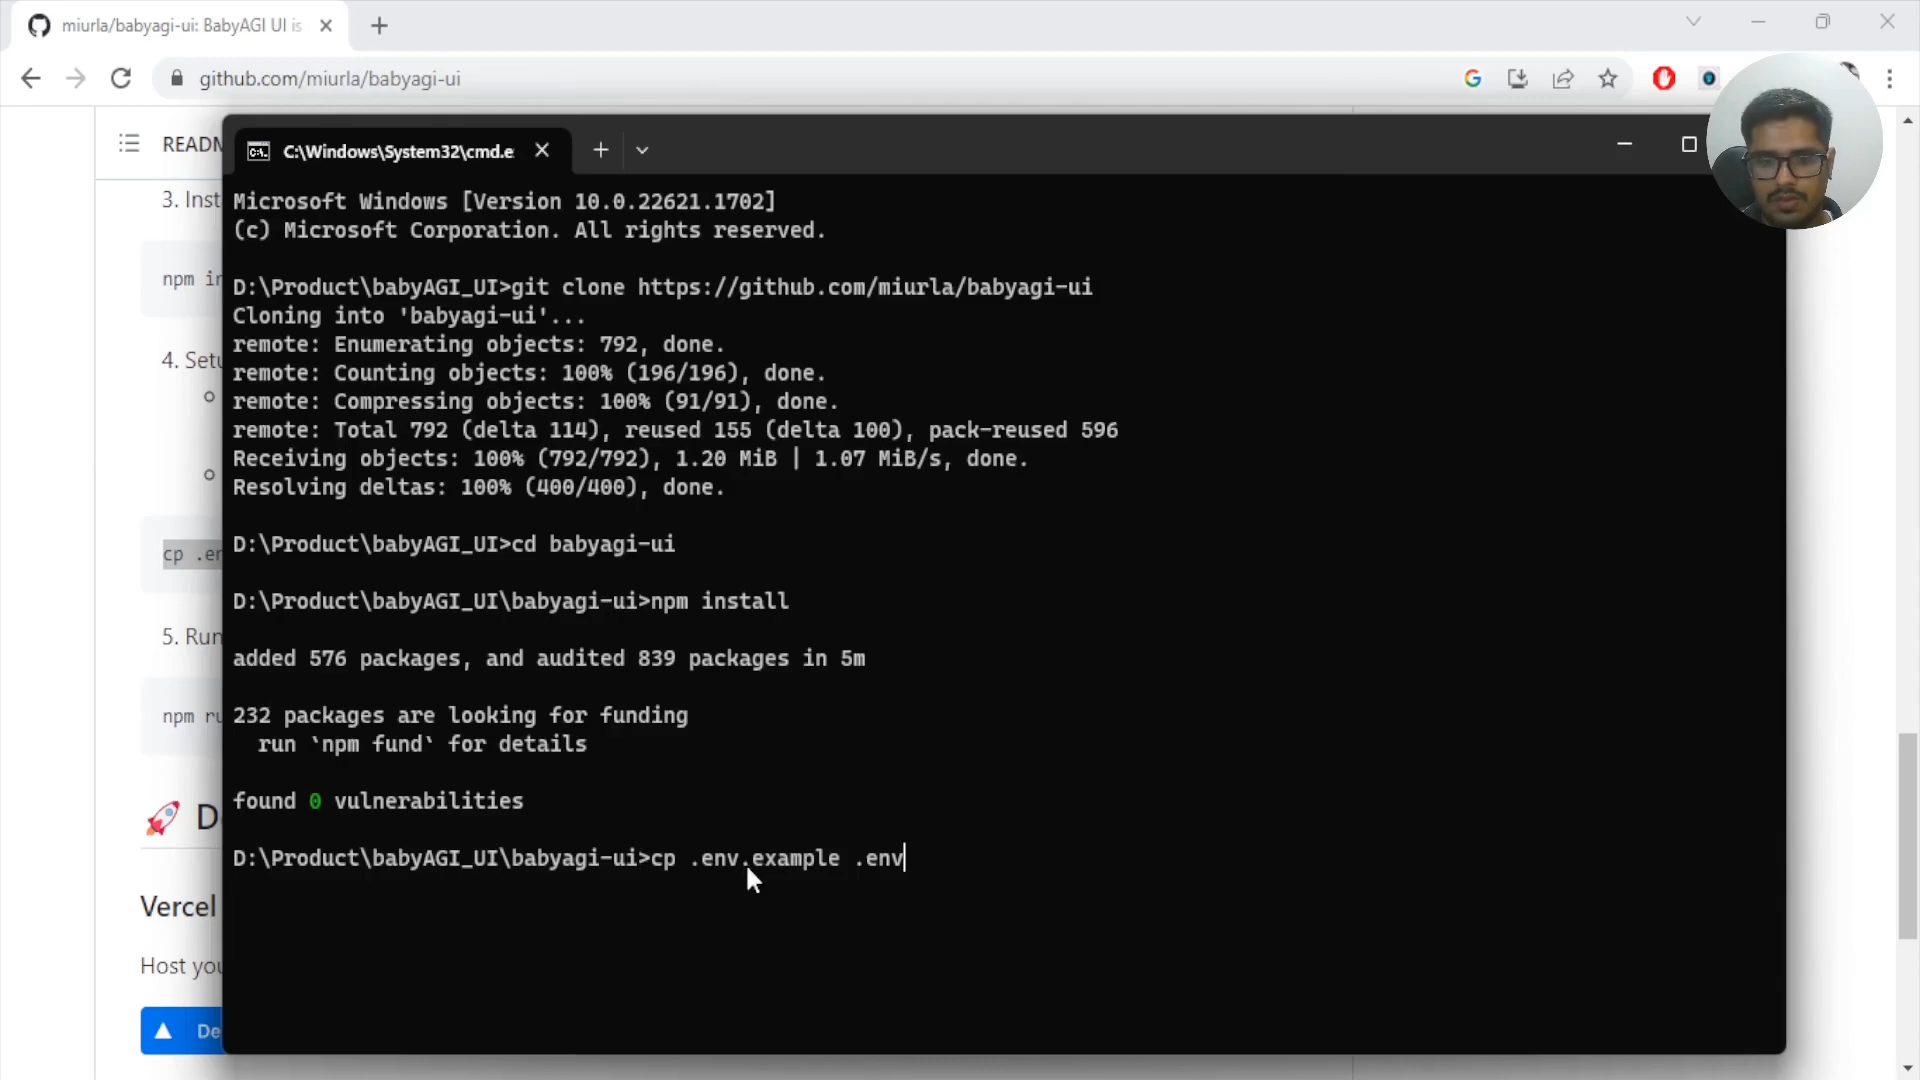 miurla/babyagi-ui: BabyAGI UI is
github.com/miurla/babyagi-ui
READM
C:\Windows\System32\cmd.e
3. Inst
npm in
4. Setu
cp .en
5. Run
npm ru
🚀 D
Vercel
Host you
De
Microsoft Windows [Version 10.0.22621.1702]
(c) Microsoft Corporation. All rights reserved.
D:\Product\babyAGI_UI>git clone https://github.com/miurla/babyagi-ui
Cloning into 'babyagi-ui'...
remote: Enumerating objects: 792, done.
remote: Counting objects: 100% (196/196), done.
remote: Compressing objects: 100% (91/91), done.
remote: Total 792 (delta 114), reused 155 (delta 100), pack-reused 596
Receiving objects: 100% (792/792), 1.20 MiB | 1.07 MiB/s, done.
Resolving deltas: 100% (400/400), done.
D:\Product\babyAGI_UI>cd babyagi-ui
D:\Product\babyAGI_UI\babyagi-ui>npm install
added 576 packages, and audited 839 packages in 5m
232 packages are looking for funding
run `npm fund` for details
found 0 vulnerabilities
D:\Product\babyAGI_UI\babyagi-ui>cp .env.example .env